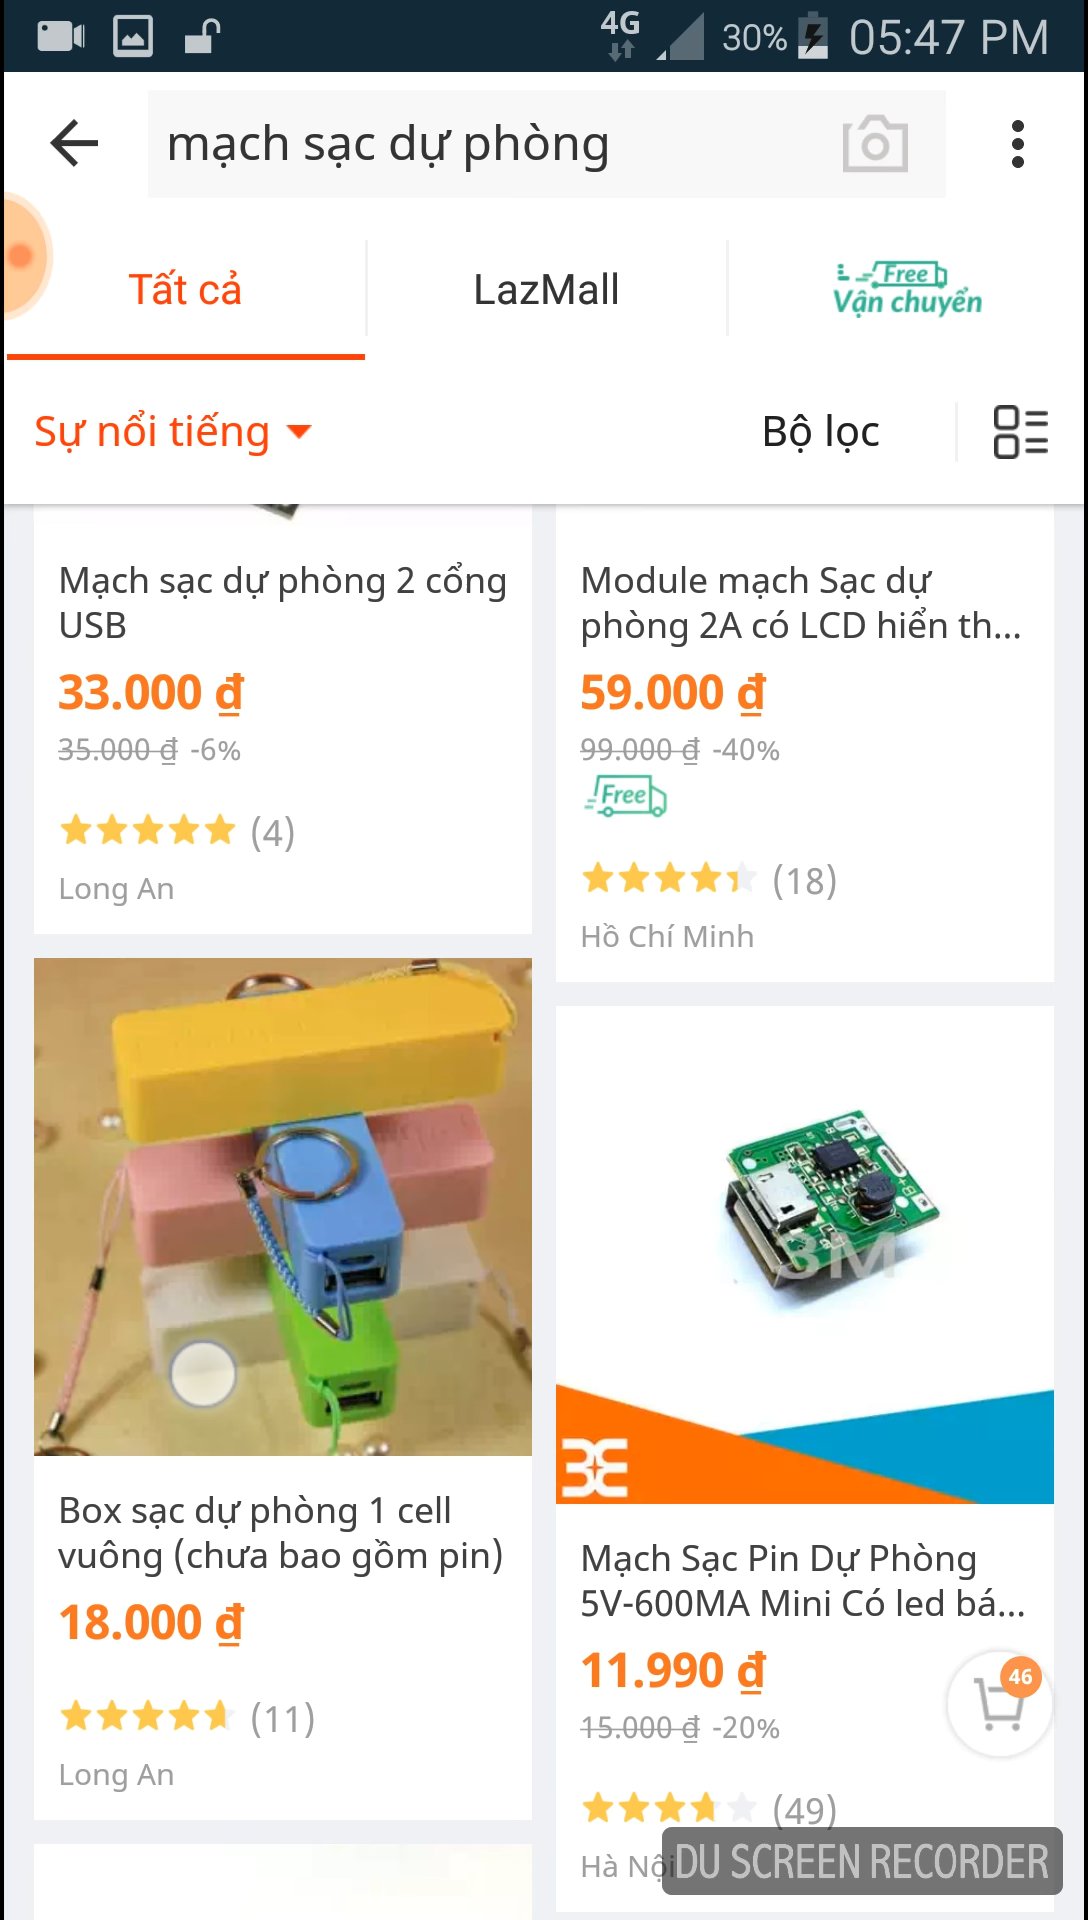 4G
30%
05:47 PM
mạch sạc dự phòng
Tất cả
LazMall
Free
Vận chuyển
Sự nổi tiếng
Bộ lọc
Mạch sạc dự phòng 2 cổng
USB
33.000 ₫
35.000 ₫ -6%
(4)
Long An
Module mạch Sạc dự
phòng 2A có LCD hiển th...
59.000 ₫
99.000 ₫ -40%
Free
(18)
Hồ Chí Minh
Box sạc dự phòng 1 cell
vuông (chưa bao gồm pin)
18.000 ₫
(11)
Long An
3M
Mạch Sạc Pin Dự Phòng
5V-600MA Mini Có led bá...
11.990 ₫
15.000 ₫ -20%
46
(49)
Hà Nội
DU SCREEN RECORDER